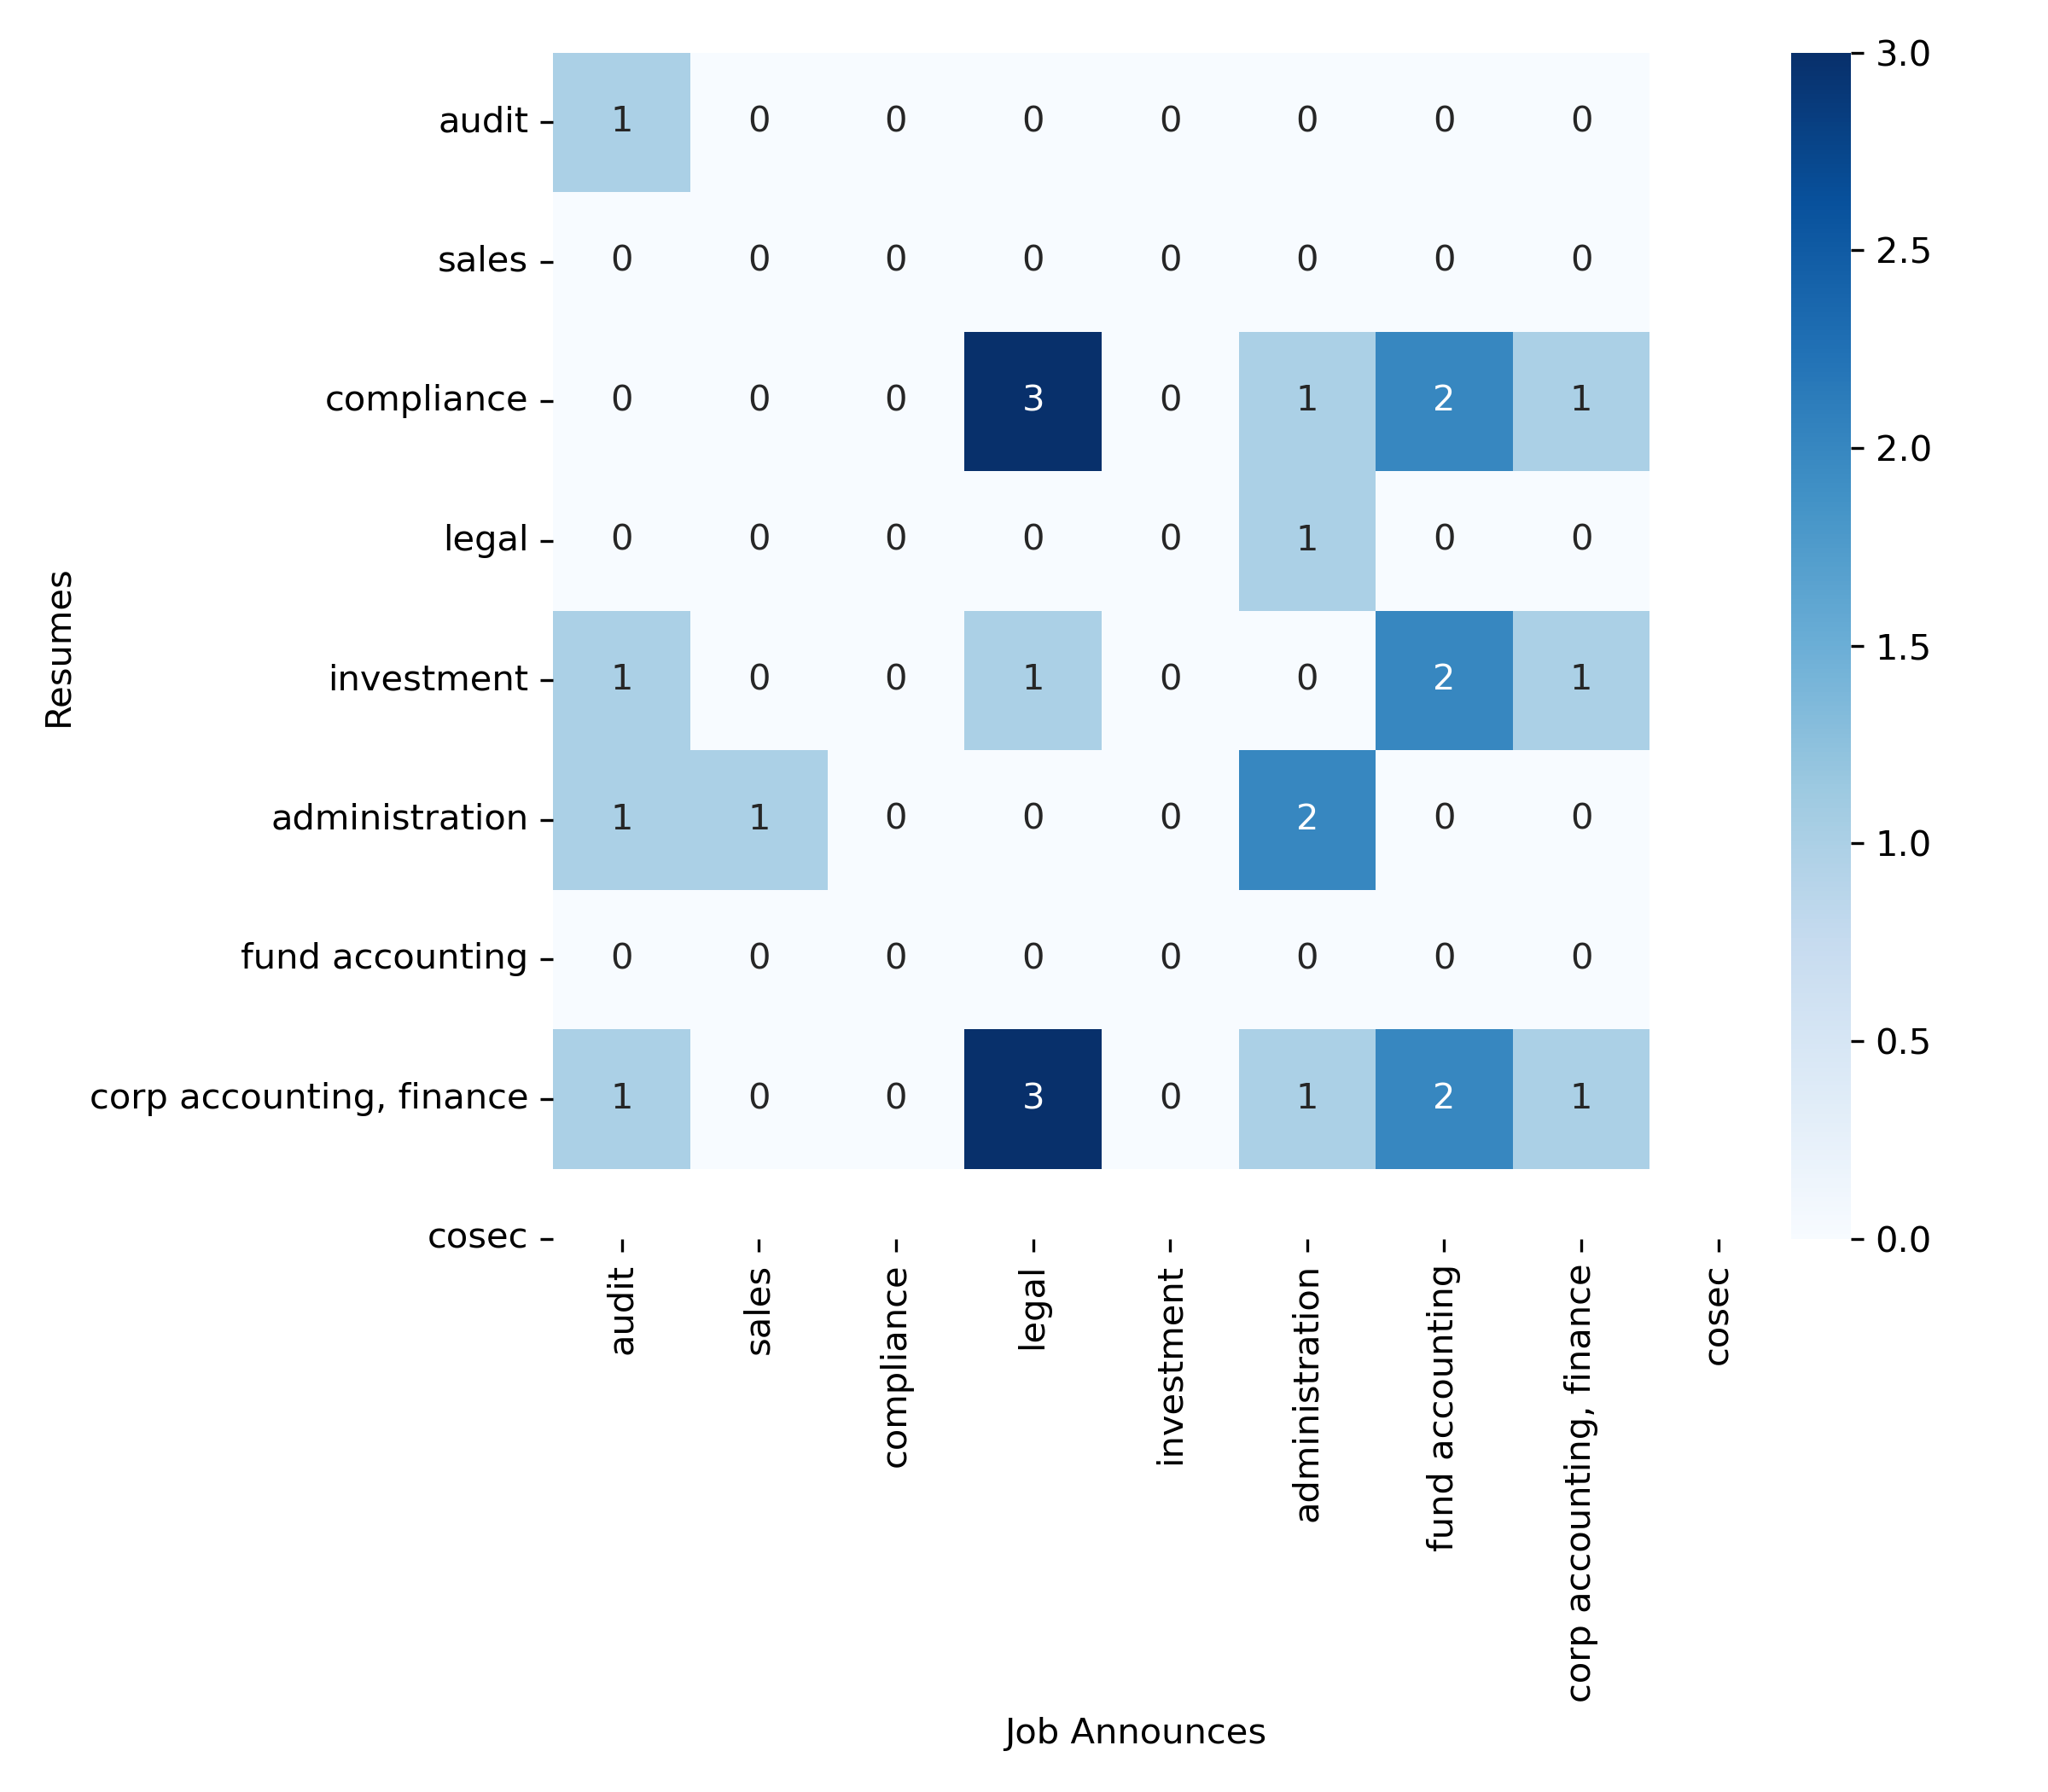 audit 1 0 0 0 0 0 0 0
sales 0 0 0 0 0 0 0 0
compliance 0 0 0 3 0 1 2 1
legal 0 0 0 0 0 1 0 0
investment 1 0 0 1 0 0 2 1
administration 1 1 0 0 0 2 0 0
fund accounting 0 0 0 0 0 0 0 0
corp accounting, finance 1 0 0 3 0 1 2 1
cosec
Resumes
audit
sales
compliance
legal
investment
administration
fund accounting
corp accounting, finance
cosec
Job Announces
3.0
2.5
2.0
1.5
1.0
0.5
0.0